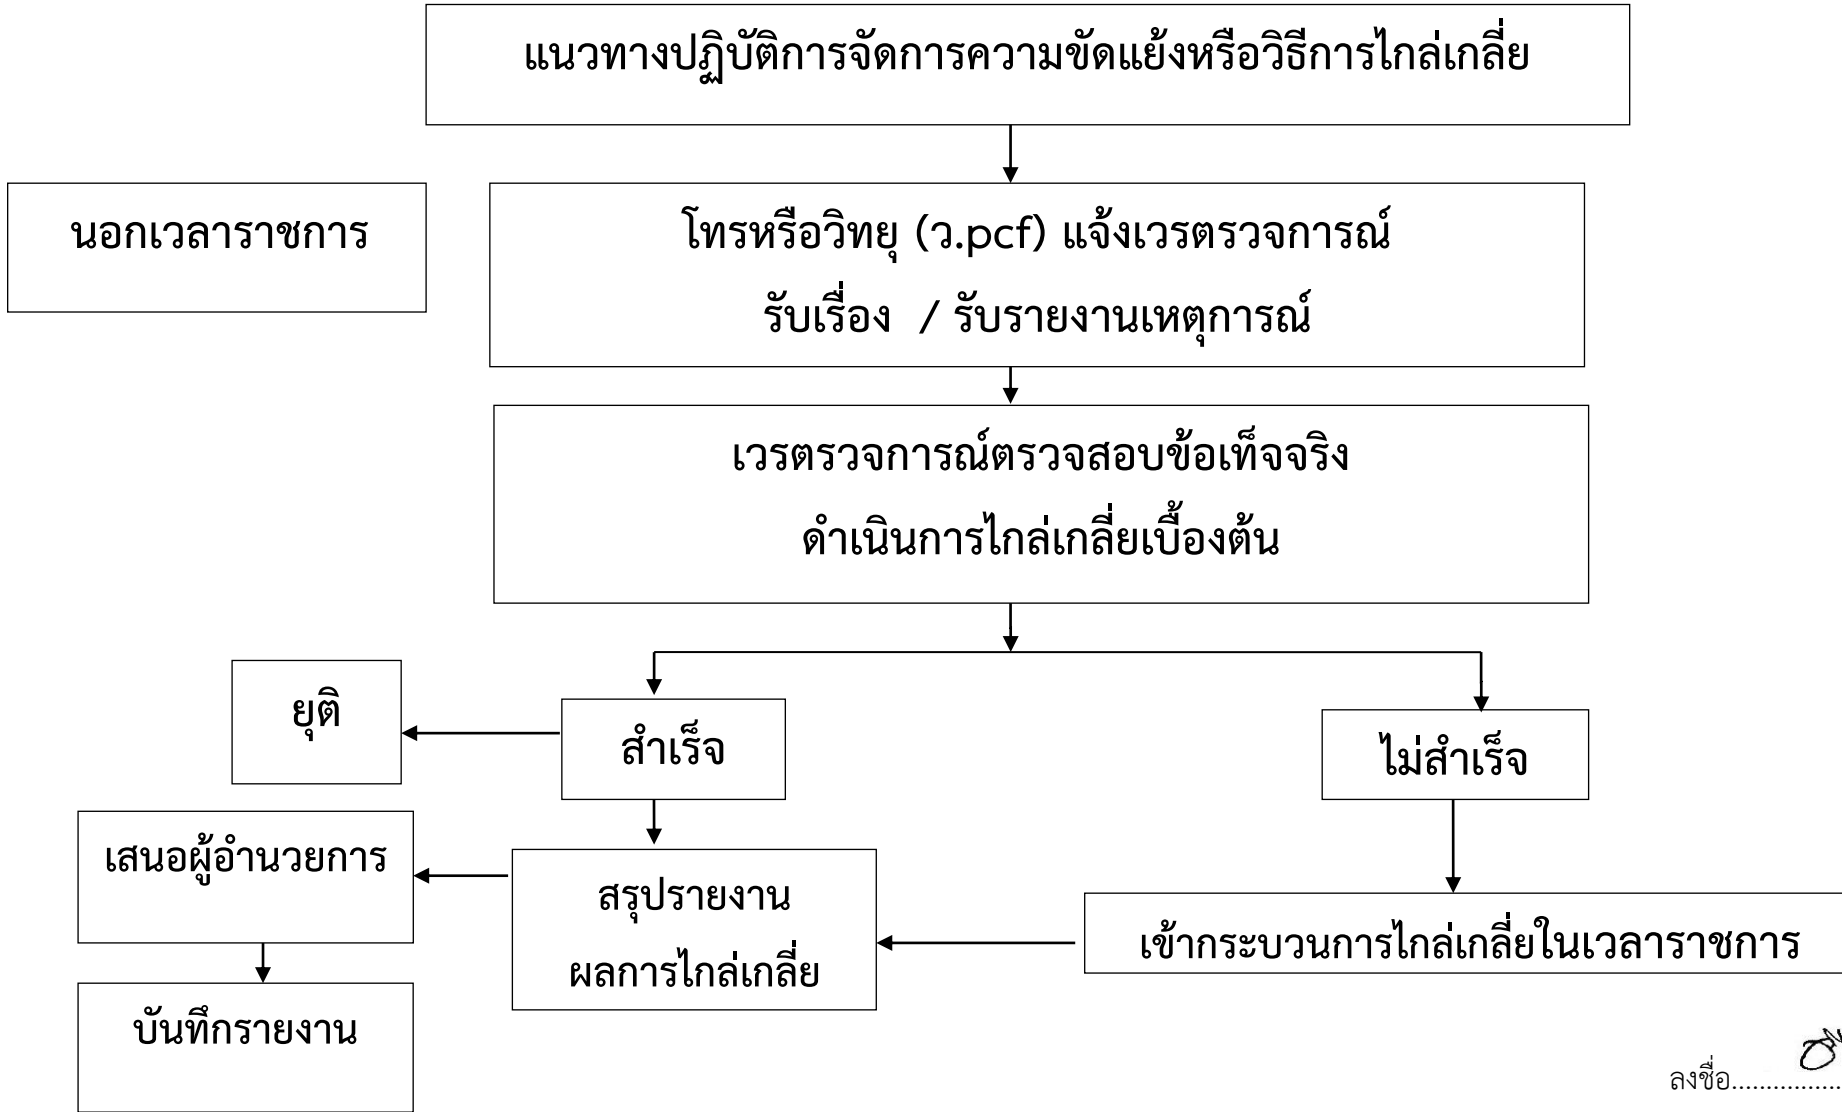 แนวทางปฏิบัติการจัดการความขัดแย้งหรือวิธีการไกล่เกลี่ย
นอกเวลาราชการ
โทรหรือวิทยุ (ว.pcf) แจ้งเวรตรวจการณ์
รับเรื่อง / รับรายงานเหตุการณ์
เวรตรวจการณ์ตรวจสอบข้อเท็จจริง
ดำเนินการไกล่เกลี่ยเบื้องต้น
ยุติ
สำเร็จ
ไม่สำเร็จ
เสนอผู้อำนวยการ
สรุปรายงาน
ผลการไกล่เกลี่ย
เข้ากระบวนการไกล่เกลี่ยในเวลาราชการ
บันทึกรายงาน
ลงชื่อ................